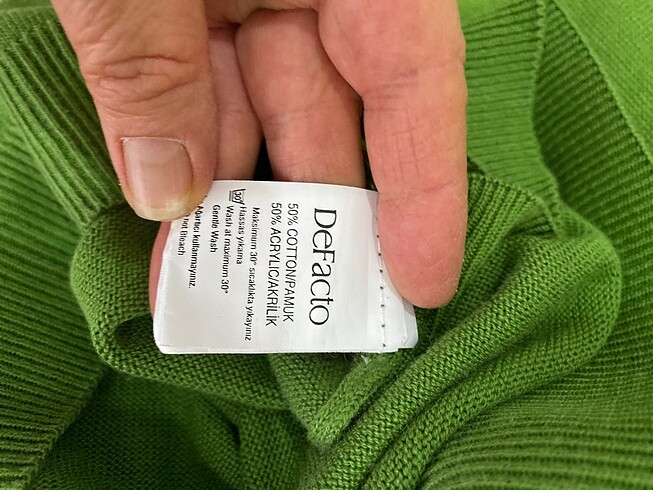 DeFacto
50% COTTON/PAMUK
50% ACRYLIC/AKRİLİK
Maksimum 30° sıcaklıkta yıkayınız
30° Hassas yıkama
Wash at maximum 30°
Gentle Wash
Ağartıcı kullanmayınız.
not Bleach